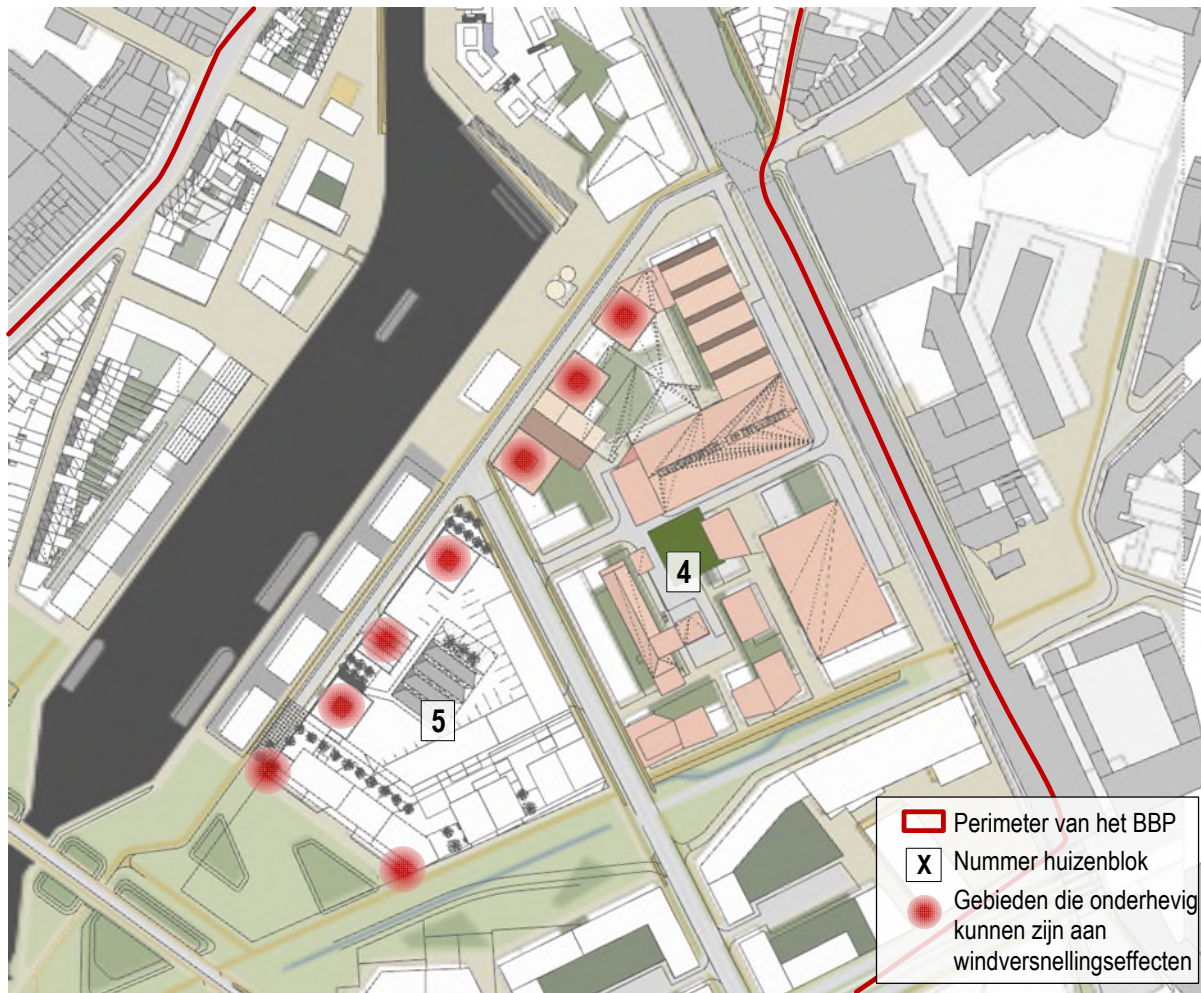 4
5
Perimeter van het BBP
X Nummer huizenblok
Gebieden die onderhevig
kunnen zijn aan
windversnellingseffecten